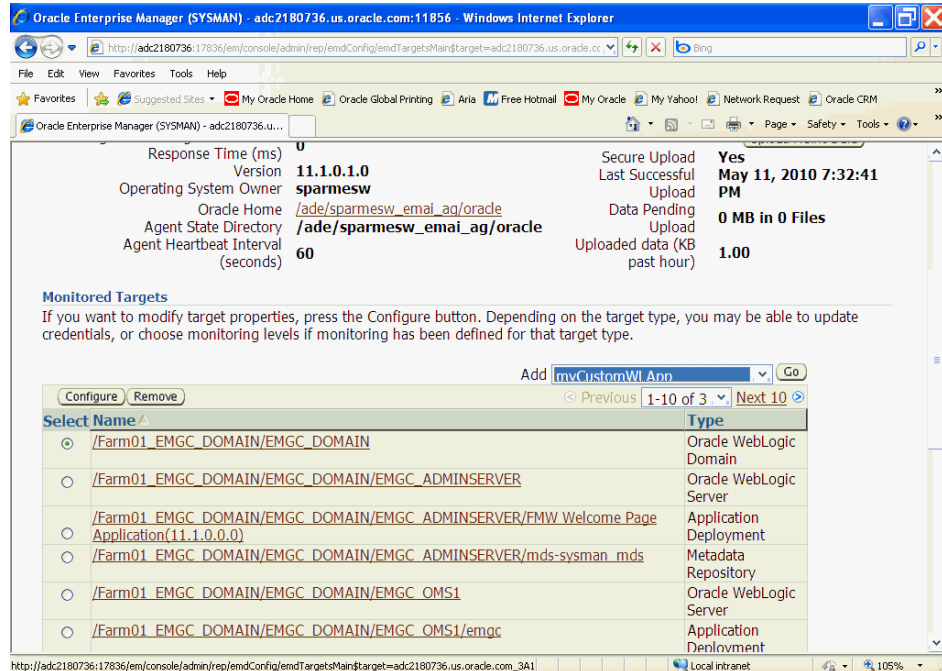 Oracle Enterprise Manager (SYSMAN) - adc2180736.us.oracle.com:11856 - Windows Internet Explorer
http://adc2180736:17836/em/console/admin/rep/emdConfig/emdTargetsMain$target=adc2180736.us.oracle.cc
Bing
File Edit View Favorites Tools Help
Favorites Suggested Sites My Oracle Home Oracle Global Printing Aria Free Hotmail My Oracle My Yahoo! Network Request Oracle CRM »
Oracle Enterprise Manager (SYSMAN) - adc2180736.u... Page Safety Tools »
Response Time (ms) 0
Version 11.1.0.1.0
Operating System Owner sparmesw
Oracle Home /ade/sparmesw_emai_ag/oracle
Agent State Directory /ade/sparmesw_emai_ag/oracle
Agent Heartbeat Interval (seconds) 60
Secure Upload Yes
Last Successful Upload May 11, 2010 7:32:41 PM
Data Pending Upload 0 MB in 0 Files
Uploaded data (KB past hour) 1.00
Monitored Targets
If you want to modify target properties, press the Configure button. Depending on the target type, you may be able to update
credentials, or choose monitoring levels if monitoring has been defined for that target type.
Add myCustomWLApp Go
Configure Remove Previous 1-10 of 3 Next 10
Select Name Type
/Farm01_EMGC_DOMAIN/EMGC_DOMAIN Oracle WebLogic Domain
/Farm01_EMGC_DOMAIN/EMGC_DOMAIN/EMGC_ADMINSERVER Oracle WebLogic Server
/Farm01_EMGC_DOMAIN/EMGC_DOMAIN/EMGC_ADMINSERVER/FMW Welcome Page Application(11.1.0.0.0) Application Deployment
/Farm01_EMGC_DOMAIN/EMGC_DOMAIN/EMGC_ADMINSERVER/mds-sysman_mds Metadata Repository
/Farm01_EMGC_DOMAIN/EMGC_DOMAIN/EMGC_OMS1 Oracle WebLogic Server
/Farm01_EMGC_DOMAIN/EMGC_DOMAIN/EMGC_OMS1/emgc Application Deployment
http://adc2180736:17836/em/console/admin/rep/emdConfig/emdTargetsMain$target=adc2180736.us.oracle.com_3A1 Local intranet 105%